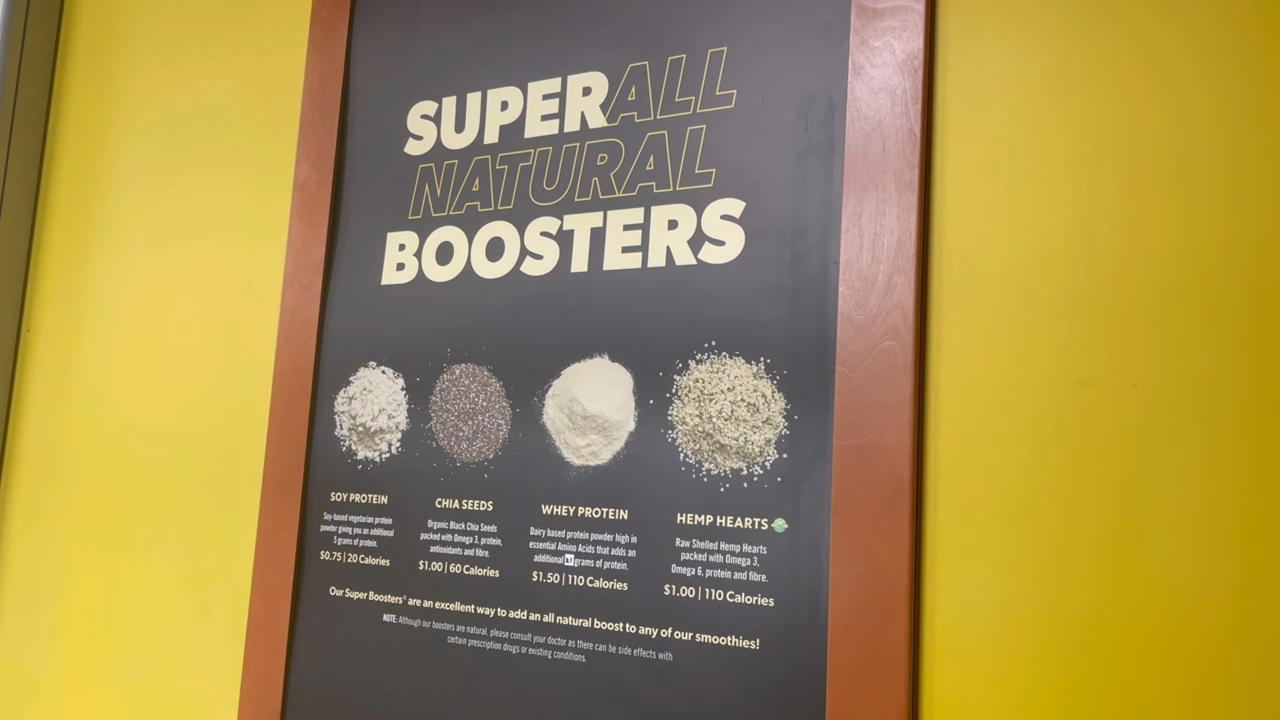 SUPER ALL
NATURAL
BOOSTERS
SOY PROTEIN
Soy-based vegetarian protein
powder giving you an additional
5 grams of protein.
$0.75 | 20 Calories
CHIA SEEDS
Organic Black Chia Seeds
packed with Omega 3, protein,
antioxidants and fibre.
$1.00 | 60 Calories
WHEY PROTEIN
Dairy based protein powder high in
essential Amino Acids that adds an
additional grams of protein.
$1.50 | 110 Calories
HEMP HEARTS
Raw Shelled Hemp Hearts
packed with Omega 3,
Omega 6, protein and fibre.
$1.00 | 110 Calories
Our Super Boosters® are an excellent way to add an all natural boost to any of our smoothies!
NOTE: Although our boosters are natural, please consult your doctor as there can be side effects with
certain prescription drugs or existing conditions.